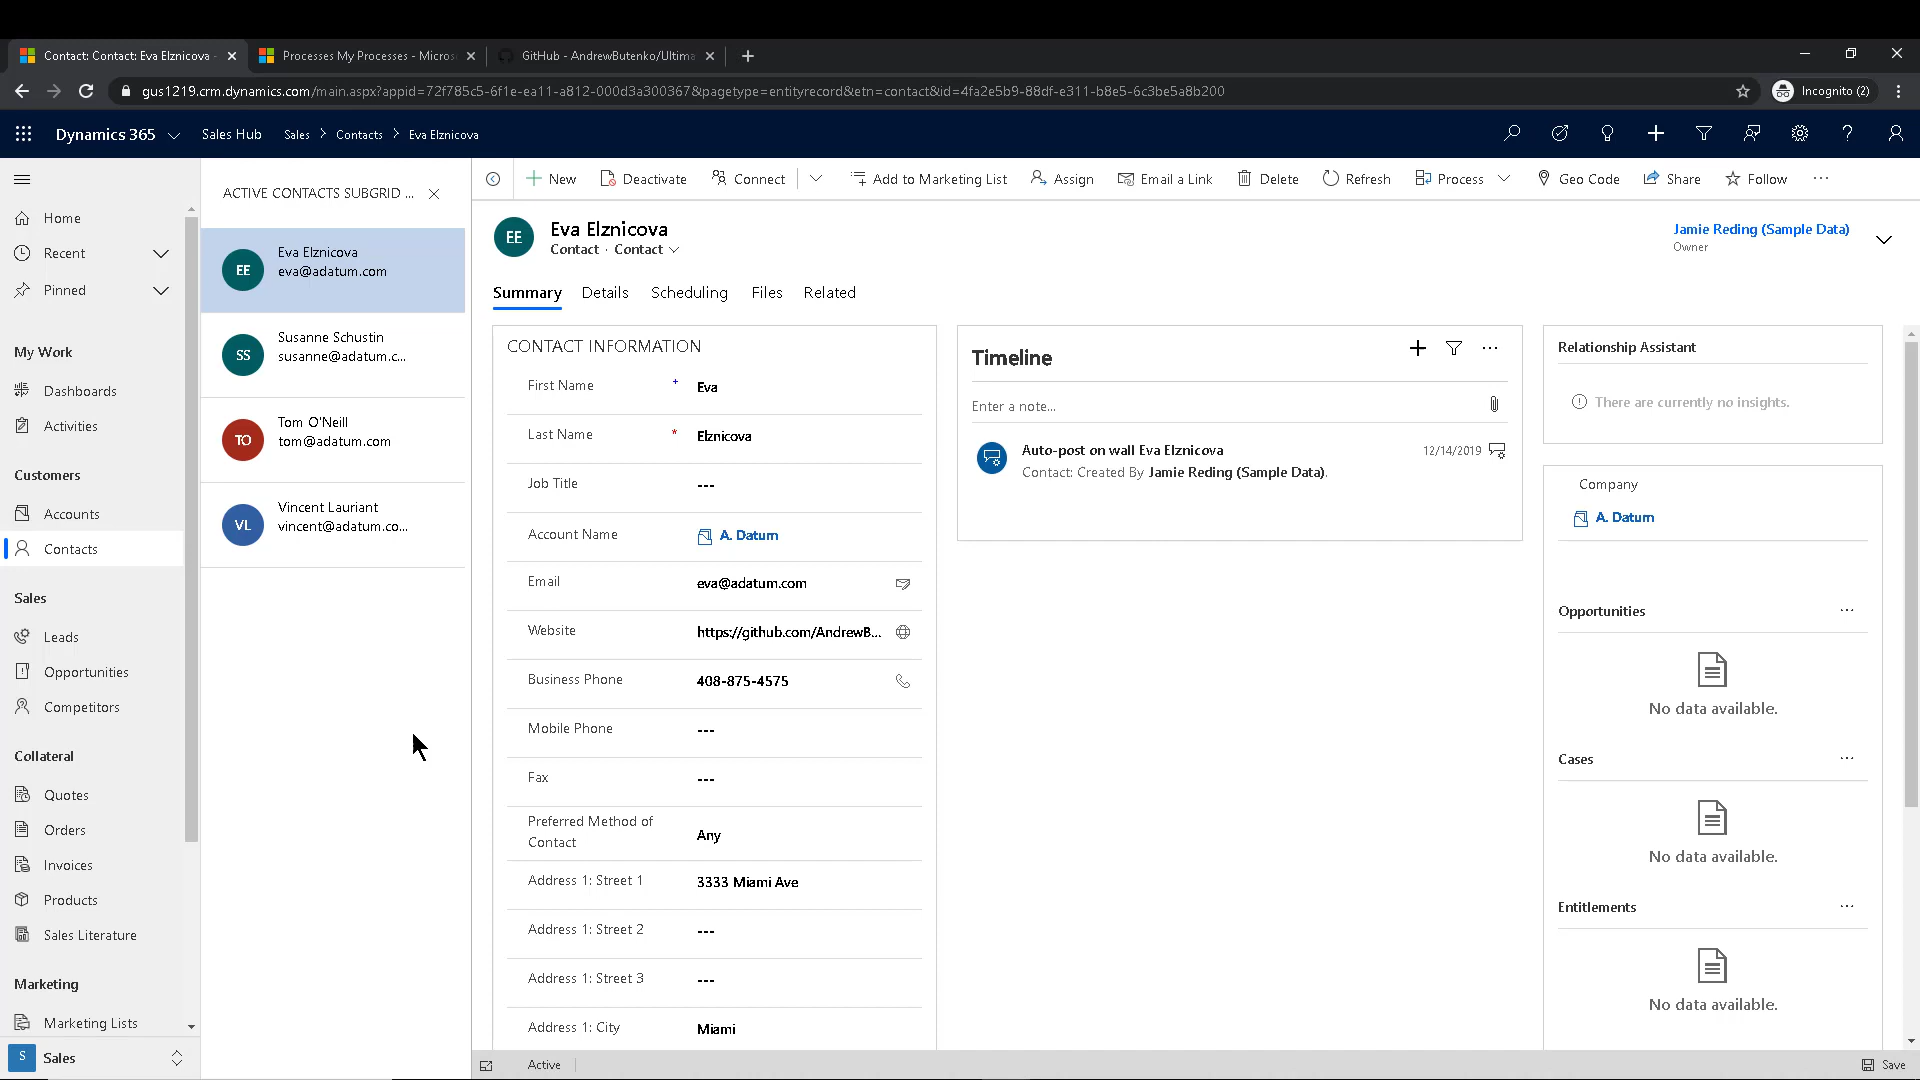 Contact: Contact: Eva Elznicova -
Processes My Processes - Micros
GitHub - AndrewButenko/Ultima
gus1219.crm.dynamics.com/main.aspx?appid=72f785c5-6f1e-ea11-a812-000d3a300367&pagetype=entityrecord&etn=contact&id=4fa2e5b9-88df-e311-b8e5-6c3be5a8b200
Incognito (2)
Dynamics 365
Sales Hub
Sales > Contacts > Eva Elznicova
Home
Recent
Pinned
My Work
Dashboards
Activities
Customers
Accounts
Contacts
Sales
Leads
Opportunities
Competitors
Collateral
Quotes
Orders
Invoices
Products
Sales Literature
Marketing
Marketing Lists
S Sales
ACTIVE CONTACTS SUBGRID ...
EE
Eva Elznicova
eva@adatum.com
SS
Susanne Schustin
susanne@adatum.c...
TO
Tom O'Neill
tom@adatum.com
VL
Vincent Lauriant
vincent@adatum.co...
New
Deactivate
Connect
Add to Marketing List
Assign
Email a Link
Delete
Refresh
Process
Geo Code
Share
Follow
EE
Eva Elznicova
Contact · Contact
Jamie Reding (Sample Data)
Owner
Summary
Details
Scheduling
Files
Related
CONTACT INFORMATION
First Name + Eva
Last Name * Elznicova
Job Title ---
Account Name A. Datum
Email eva@adatum.com
Website https://github.com/AndrewB...
Business Phone 408-875-4575
Mobile Phone ---
Fax ---
Preferred Method of
Contact
Any
Address 1: Street 1 3333 Miami Ave
Address 1: Street 2 ---
Address 1: Street 3 ---
Address 1: City Miami
Timeline
Enter a note...
Auto-post on wall Eva Elznicova
12/14/2019
Contact: Created By Jamie Reding (Sample Data).
Relationship Assistant
There are currently no insights.
Company
A. Datum
Opportunities
No data available.
Cases
No data available.
Entitlements
No data available.
Active
Save